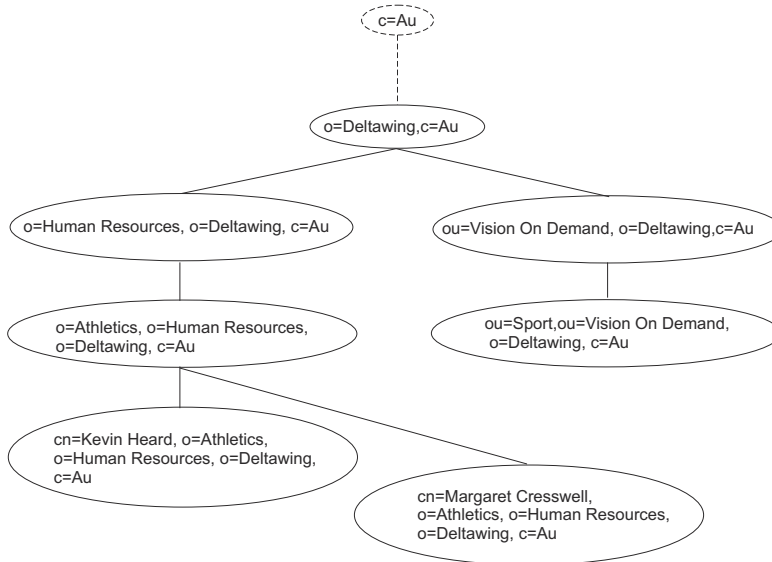 c=Au
o=Deltawing,c=Au
o=Human Resources, o=Deltawing, c=Au
ou=Vision On Demand, o=Deltawing,c=Au
o=Athletics, o=Human Resources,
o=Deltawing, c=Au
ou=Sport,ou=Vision On Demand,
o=Deltawing, c=Au
cn=Kevin Heard, o=Athletics,
o=Human Resources, o=Deltawing,
c=Au
cn=Margaret Cresswell,
o=Athletics, o=Human Resources,
o=Deltawing, c=Au